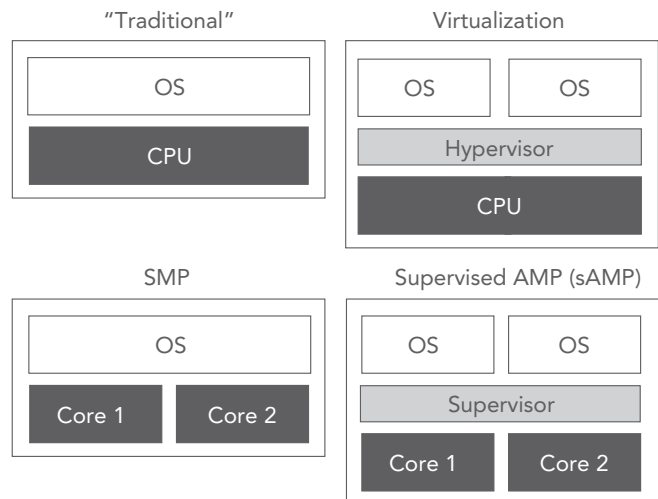 “Traditional”
OS
CPU
Virtualization
OS OS
Hypervisor
CPU
SMP
OS
Core 1 Core 2
Supervised AMP (sAMP)
OS OS
Supervisor
Core 1 Core 2